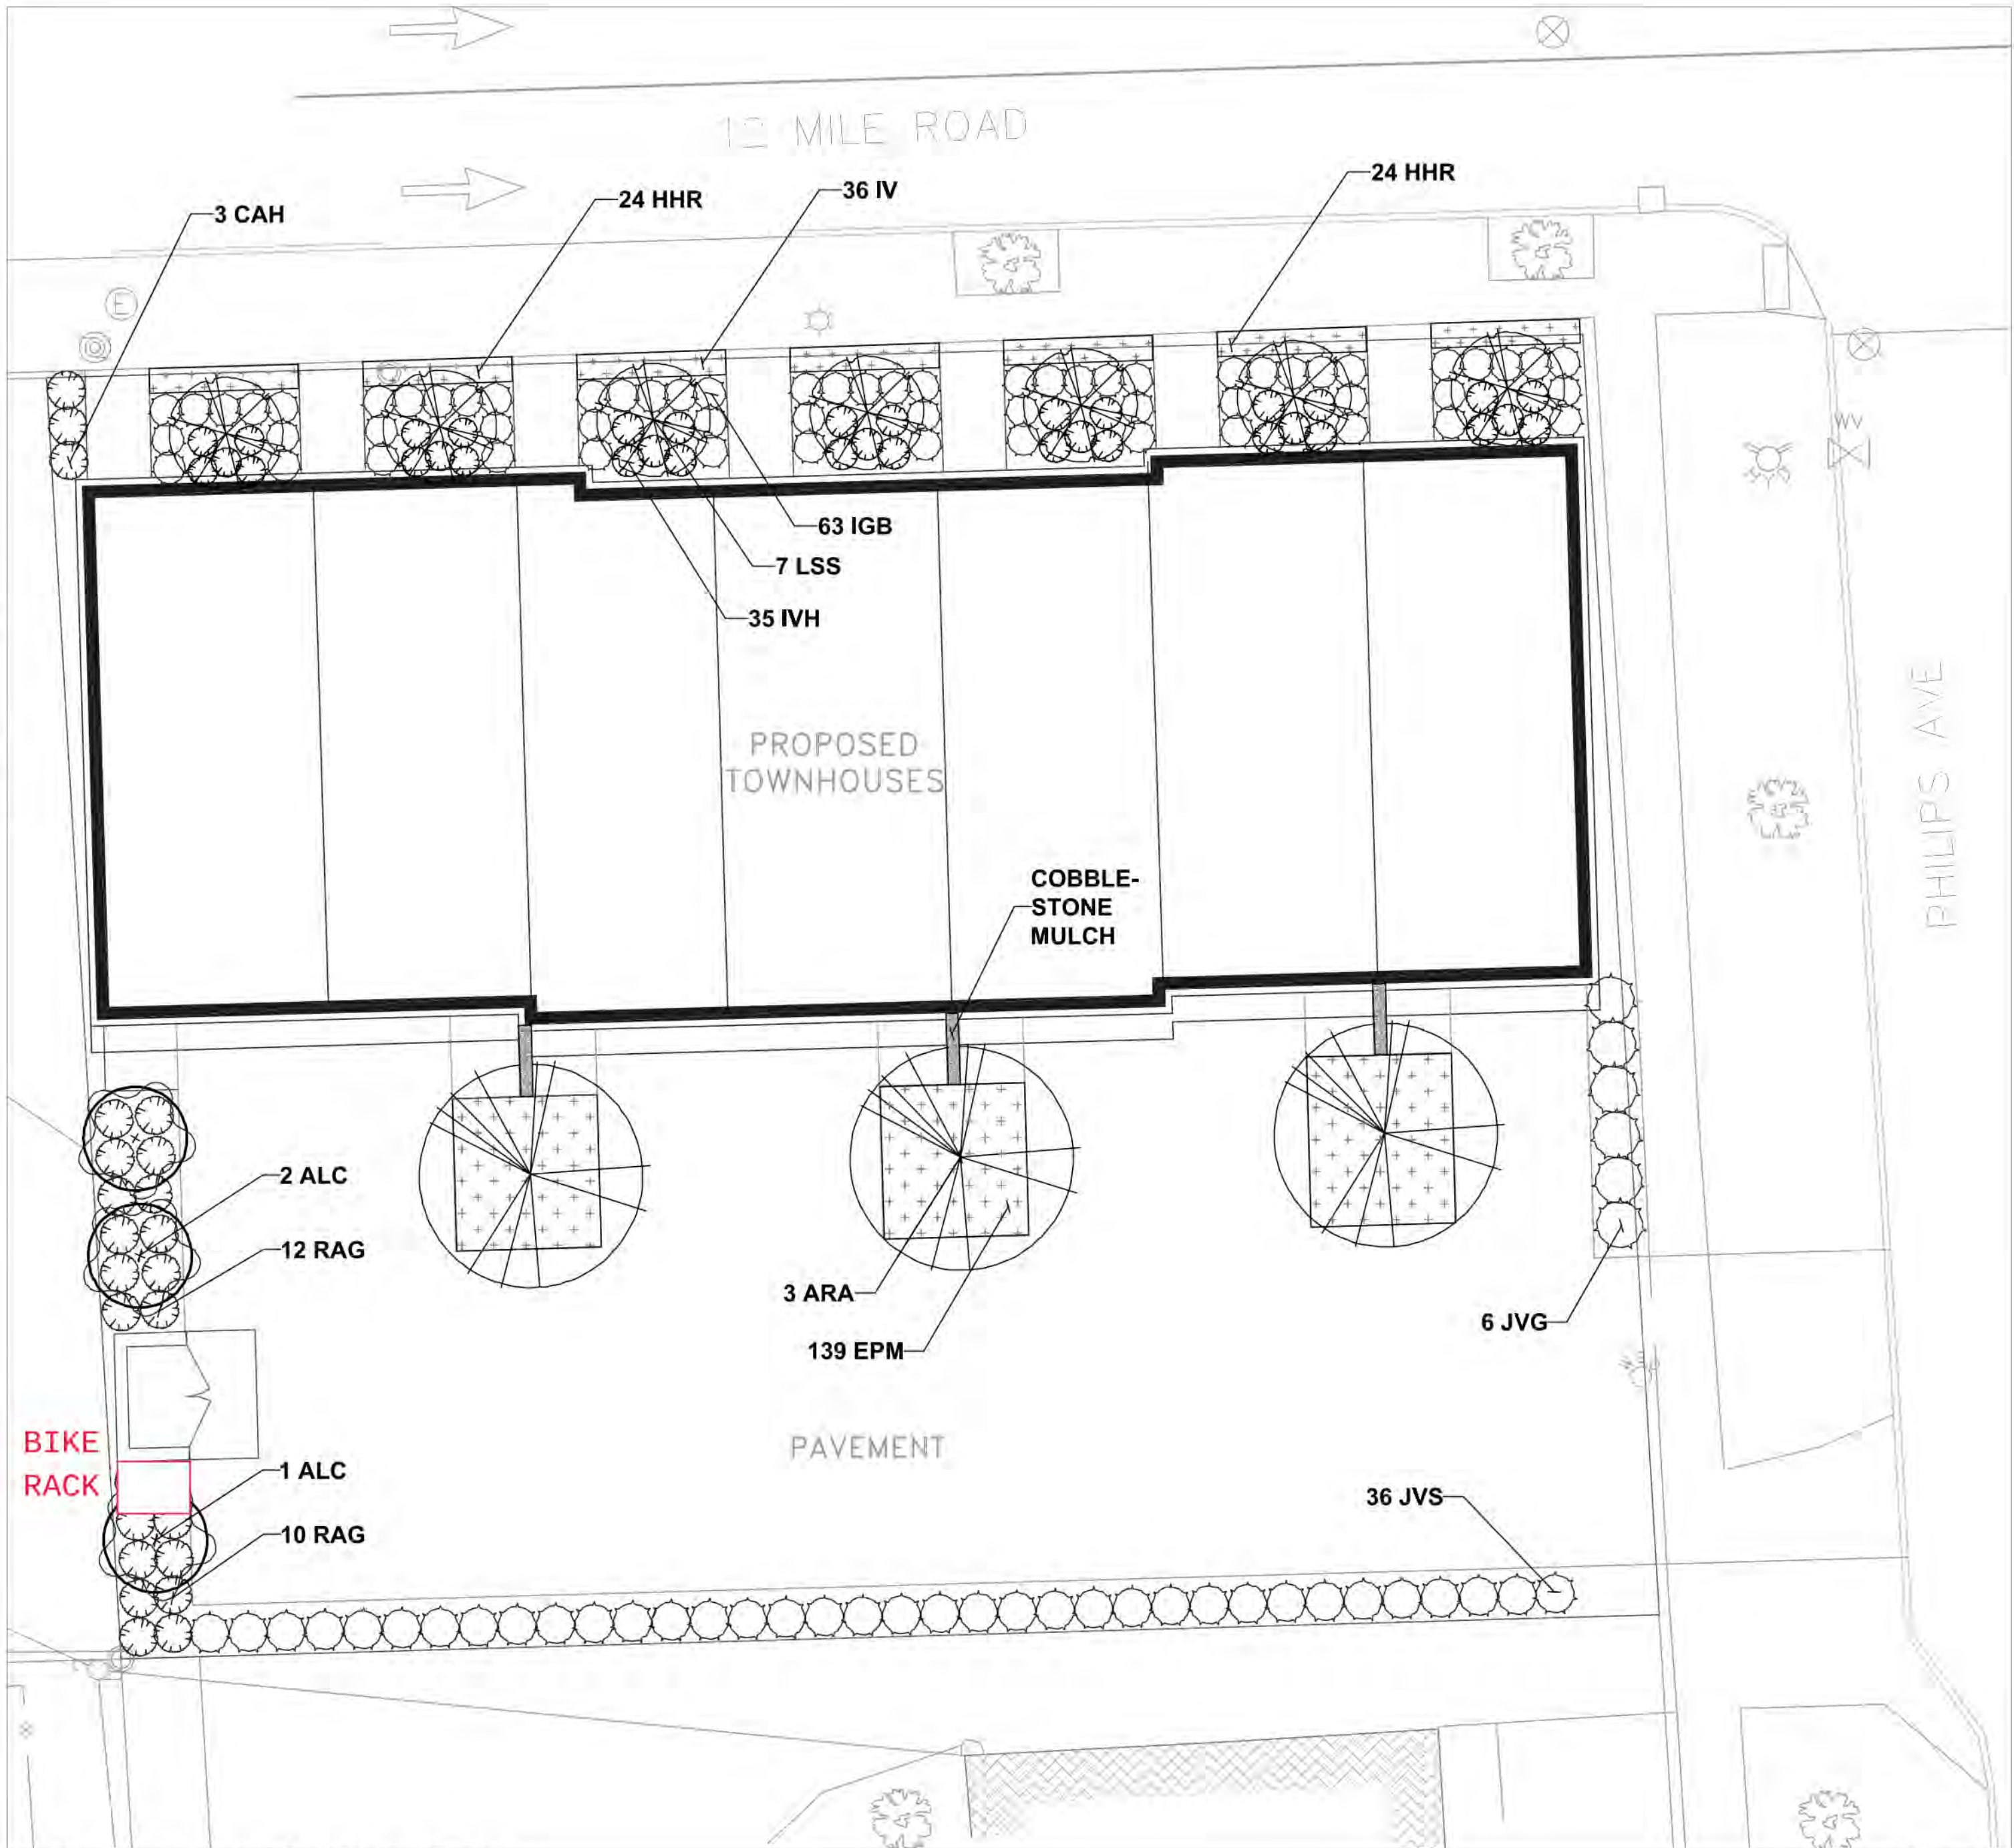 12 MILE ROAD
3 CAH
24 HHR
36 IV
24 HHR
E
63 IGB
7 LSS
35 IVH
PROPOSED
TOWNHOUSES
PHILIPS AVE
COBBLE-
STONE
MULCH
2 ALC
12 RAG
3 ARA
139 EPM
6 JVG
BIKE
RACK
PAVEMENT
1 ALC
10 RAG
36 JVS